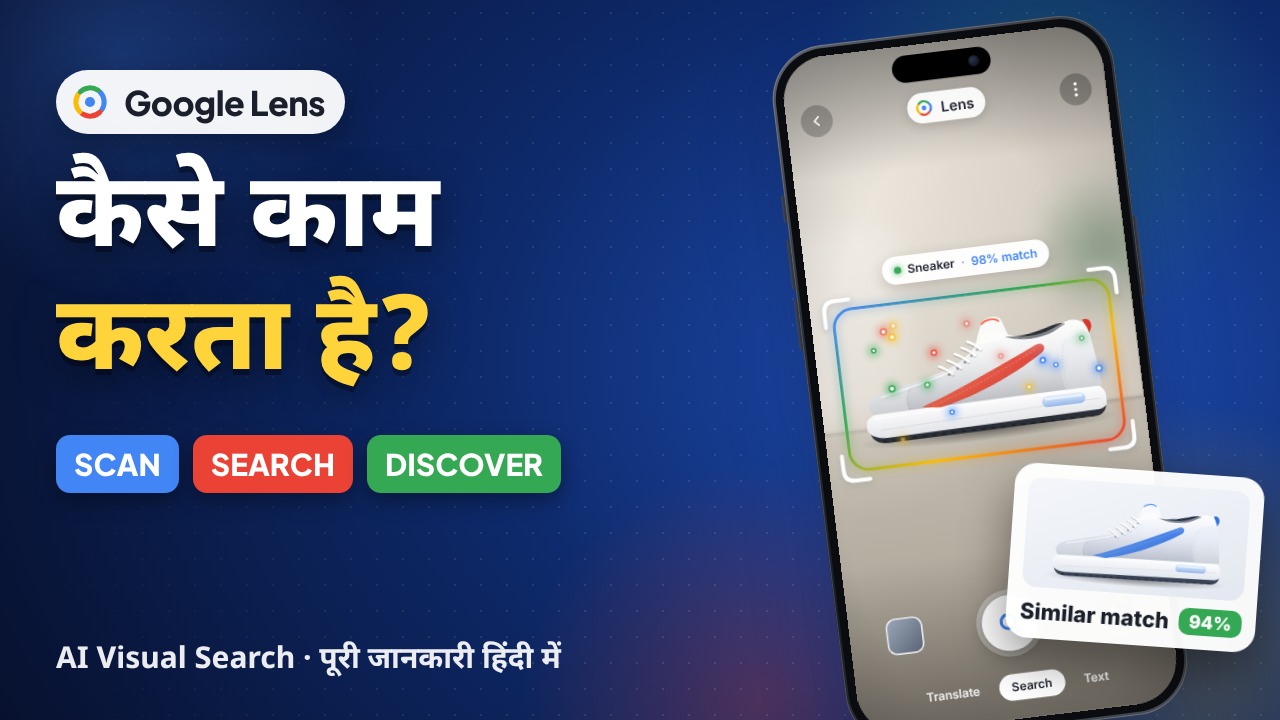 Google Lens
कैसे काम
करता है?
SCAN SEARCH DISCOVER
AI Visual Search · पूरी जानकारी हिंदी में
Lens
Sneaker · 98% match
Similar match 94%
Translate Search Text